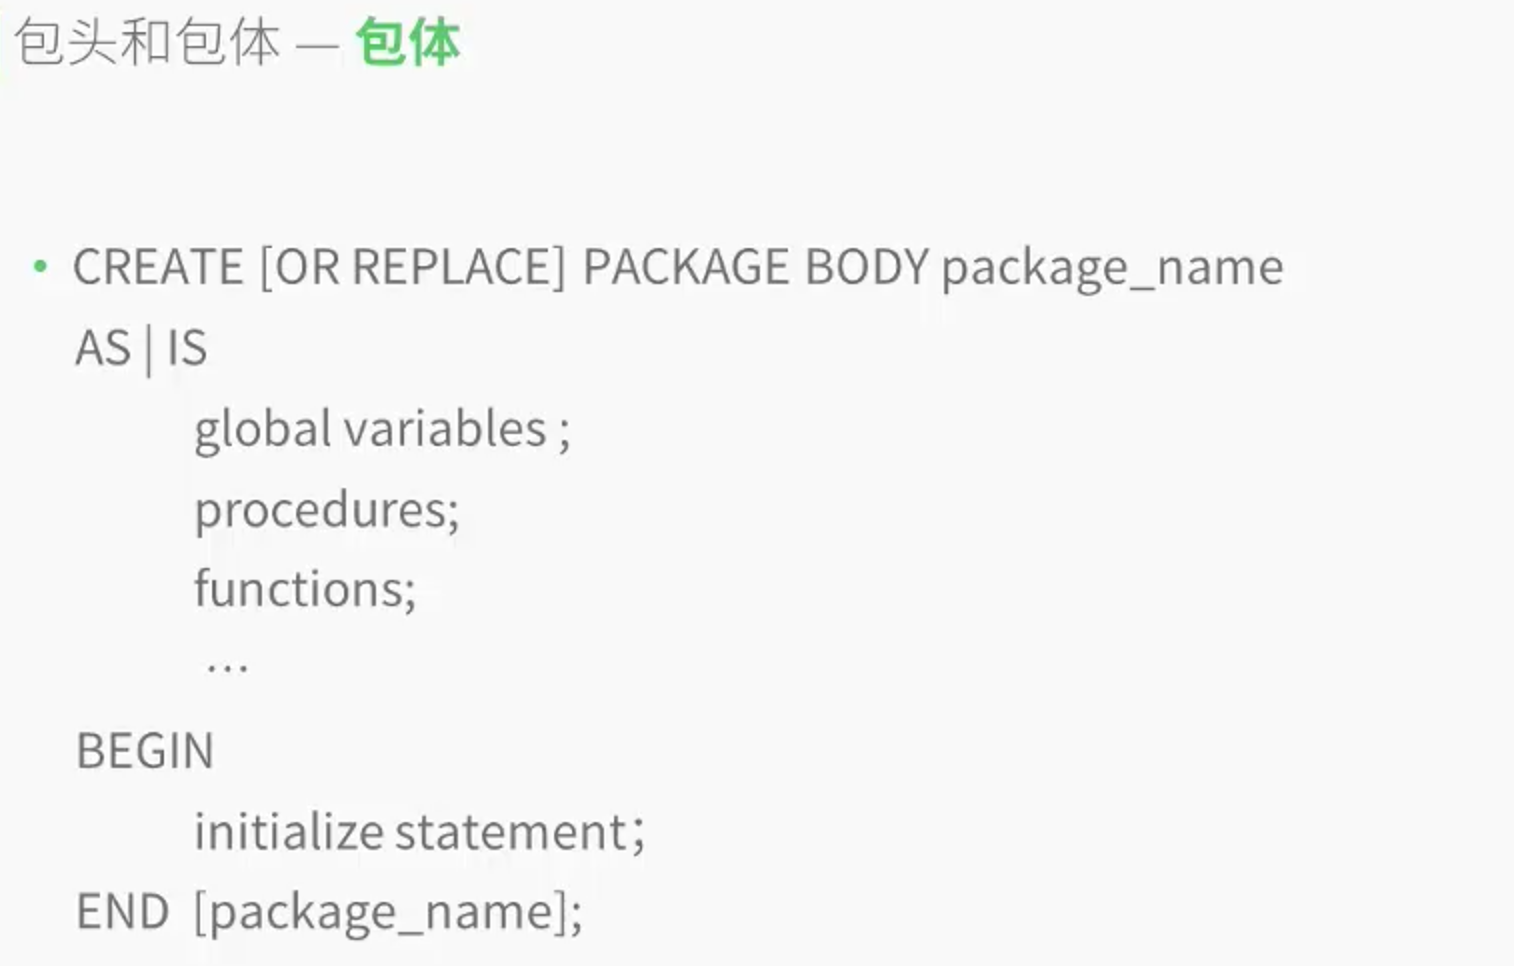 包头和包体 — 包体
• CREATE [OR REPLACE] PACKAGE BODY package_name
AS | IS
global variables ;
procedures;
functions;
…
BEGIN
initialize statement;
END [package_name];